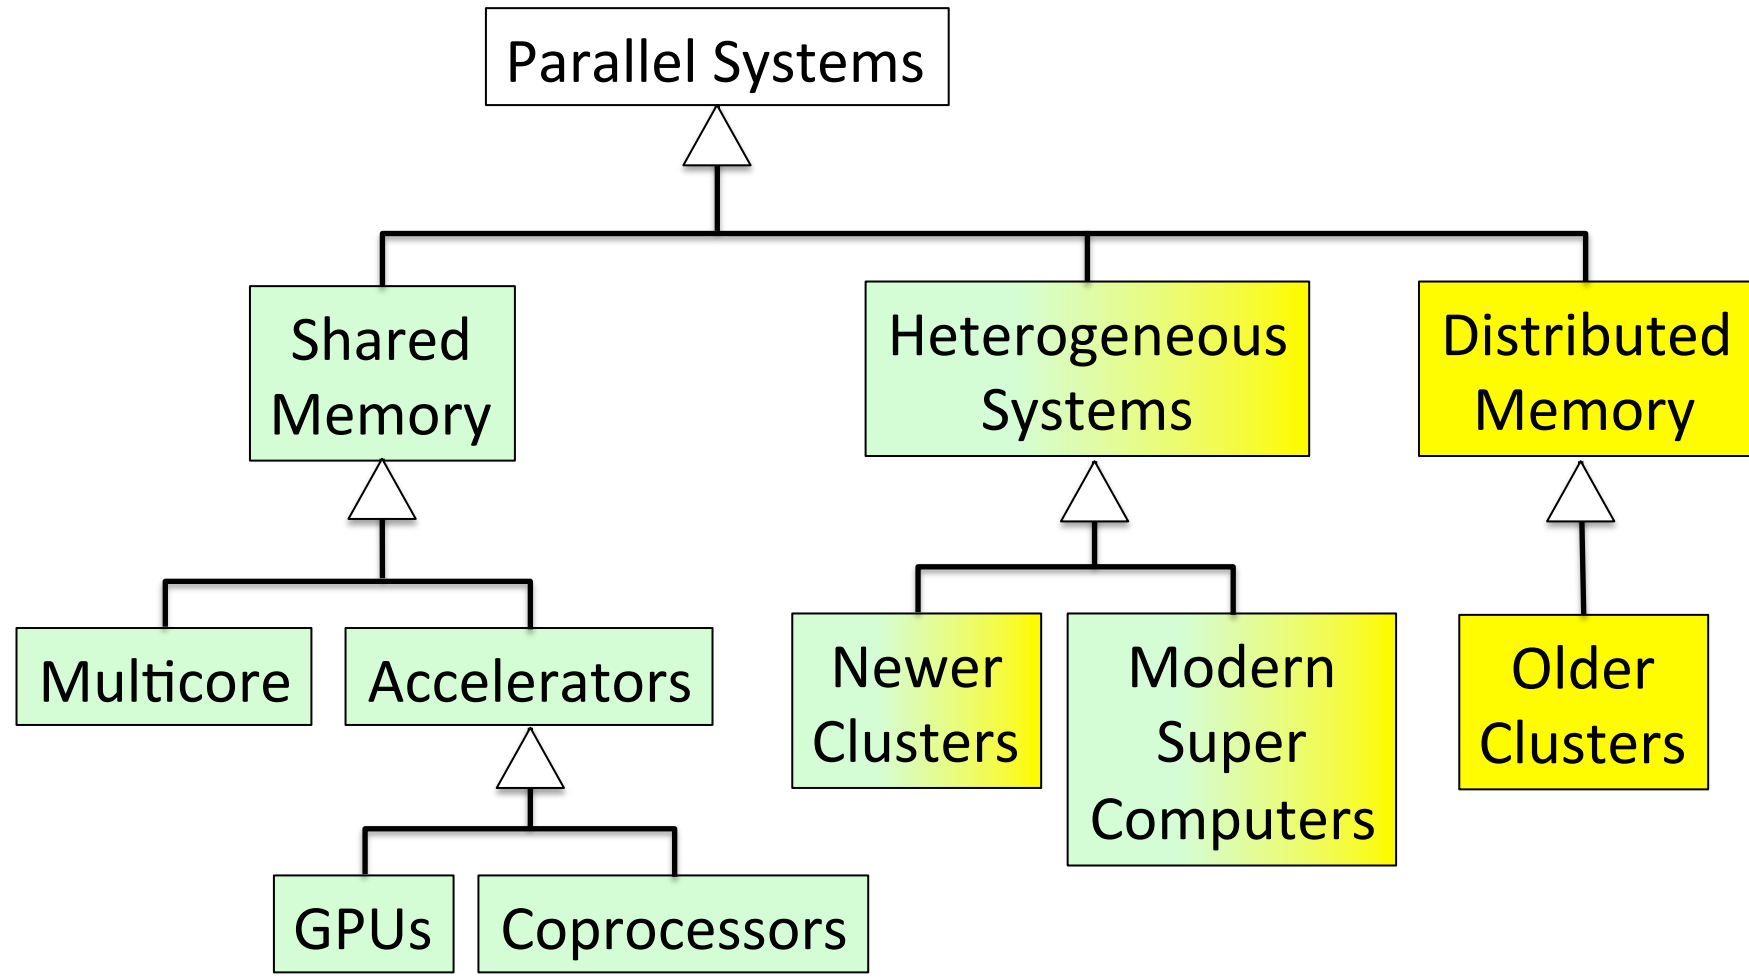 Parallel Systems
Shared
Memory
Heterogeneous
Systems
Distributed
Memory
Multicore
Accelerators
Newer
Clusters
Modern
Super
Computers
Older
Clusters
GPUs
Coprocessors